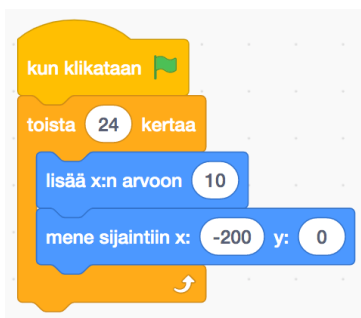 kun klikataan
toista 24 kertaa
lisää x:n arvoon 10
mene sijaintiin x: -200 y: 0